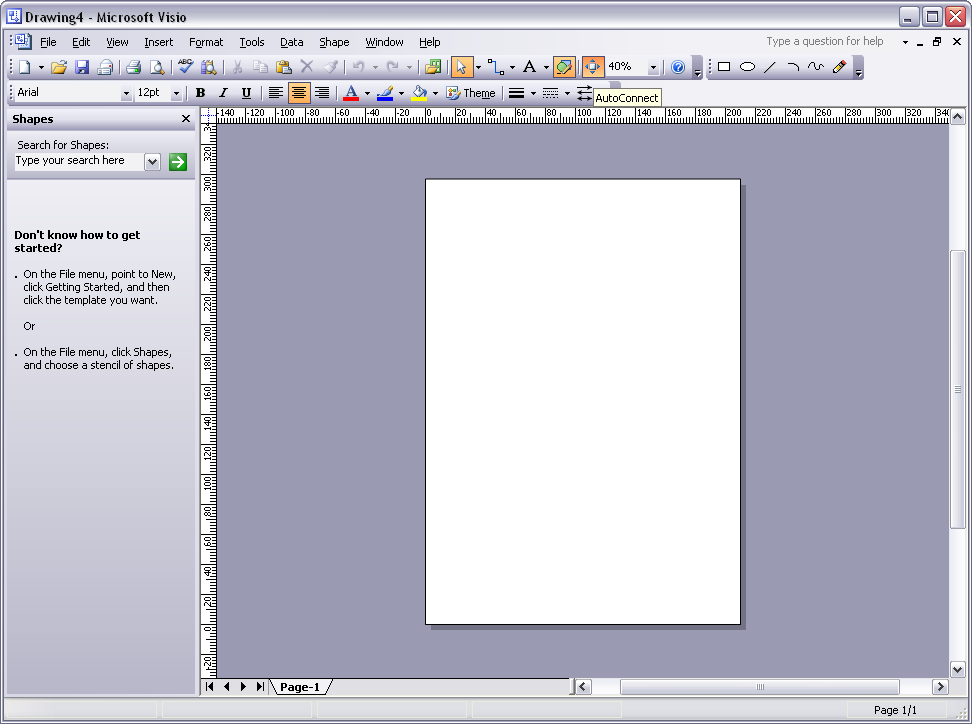 Drawing4 - Microsoft Visio
File Edit View Insert Format Tools Data Shape Window Help Type a question for help
ABC A 40%
Arial 12pt B I U A Theme
AutoConnect
Shapes
-140 -120 -100 -80 -60 -40 -20 0 20 40 60 80 100 120 140 160 180 200 220 240 260 280 300 320 340
Search for Shapes:
Type your search here
320
300
280
260
240
220
200
180
160
140
120
100
80
60
40
20
0
-20
Don't know how to get
started?
. On the File menu, point to New,
click Getting Started, and then
click the template you want.
Or
. On the File menu, click Shapes,
and choose a stencil of shapes.
Page-1
Page 1/1